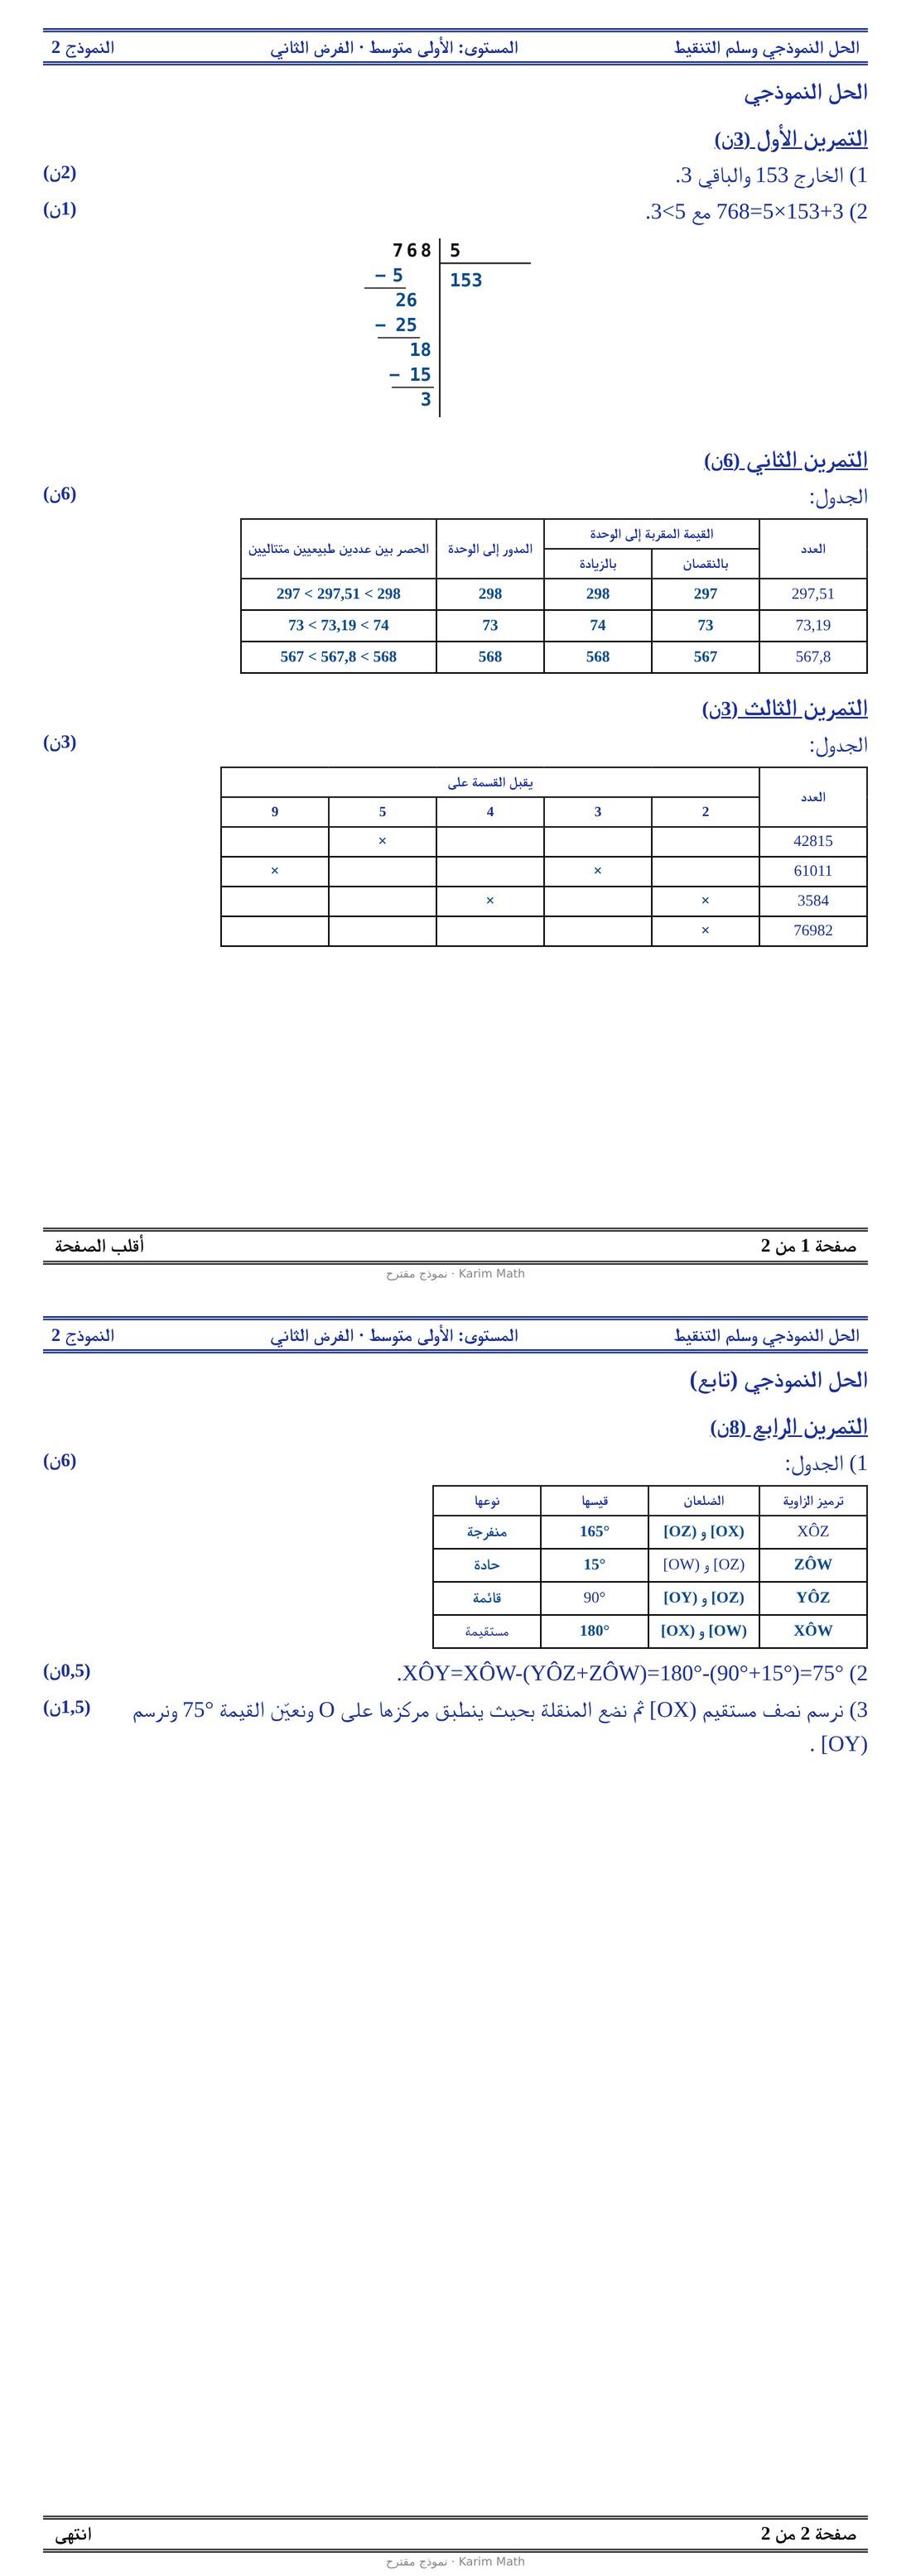 الحل النموذجي وسلم التنقيط المستوى: الأولى متوسط · الفرض الثاني النموذج 2
الحل النموذجي
التمرين الأول (3ن)
1) الخارج 153 والباقي 3. (2ن)
2) 768=5×153+3 مع 3<5. (1ن)
768 5
− 5 153
26
− 25
18
− 15
3
التمرين الثاني (6ن)
الجدول: (6ن)
العدد القيمة المقربة إلى الوحدة المدور إلى الوحدة الحصر بين عددين طبيعيين متتاليين
بالنقصان بالزيادة
297,51 297 298 298 297 < 297,51 < 298
73,19 73 74 73 73 < 73,19 < 74
567,8 567 568 568 567 < 567,8 < 568
التمرين الثالث (3ن)
الجدول: (3ن)
العدد يقبل القسمة على
2 3 4 5 9
42815 ×
61011 × ×
3584 × ×
76982 ×
صفحة 1 من 2 أقلب الصفحة
Karim Math · نموذج مقترح
الحل النموذجي وسلم التنقيط المستوى: الأولى متوسط · الفرض الثاني النموذج 2
الحل النموذجي (تابع)
التمرين الرابع (8ن)
1) الجدول: (6ن)
ترميز الزاوية الضلعان قيسها نوعها
XÔZ [OX) و [OZ) 165° منفرجة
ZÔW [OZ) و [OW) 15° حادة
YÔZ [OZ) و [OY) 90° قائمة
XÔW [OW) و [OX) 180° مستقيمة
2) XÔY=XÔW-(YÔZ+ZÔW)=180°-(90°+15°)=75°. (0,5ن)
3) نرسم نصف مستقيم [OX) ثم نضع المنقلة بحيث ينطبق مركزها على O ونعيّن القيمة 75° ونرسم (1,5ن)
[OY) .
صفحة 2 من 2 انتهى
Karim Math · نموذج مقترح